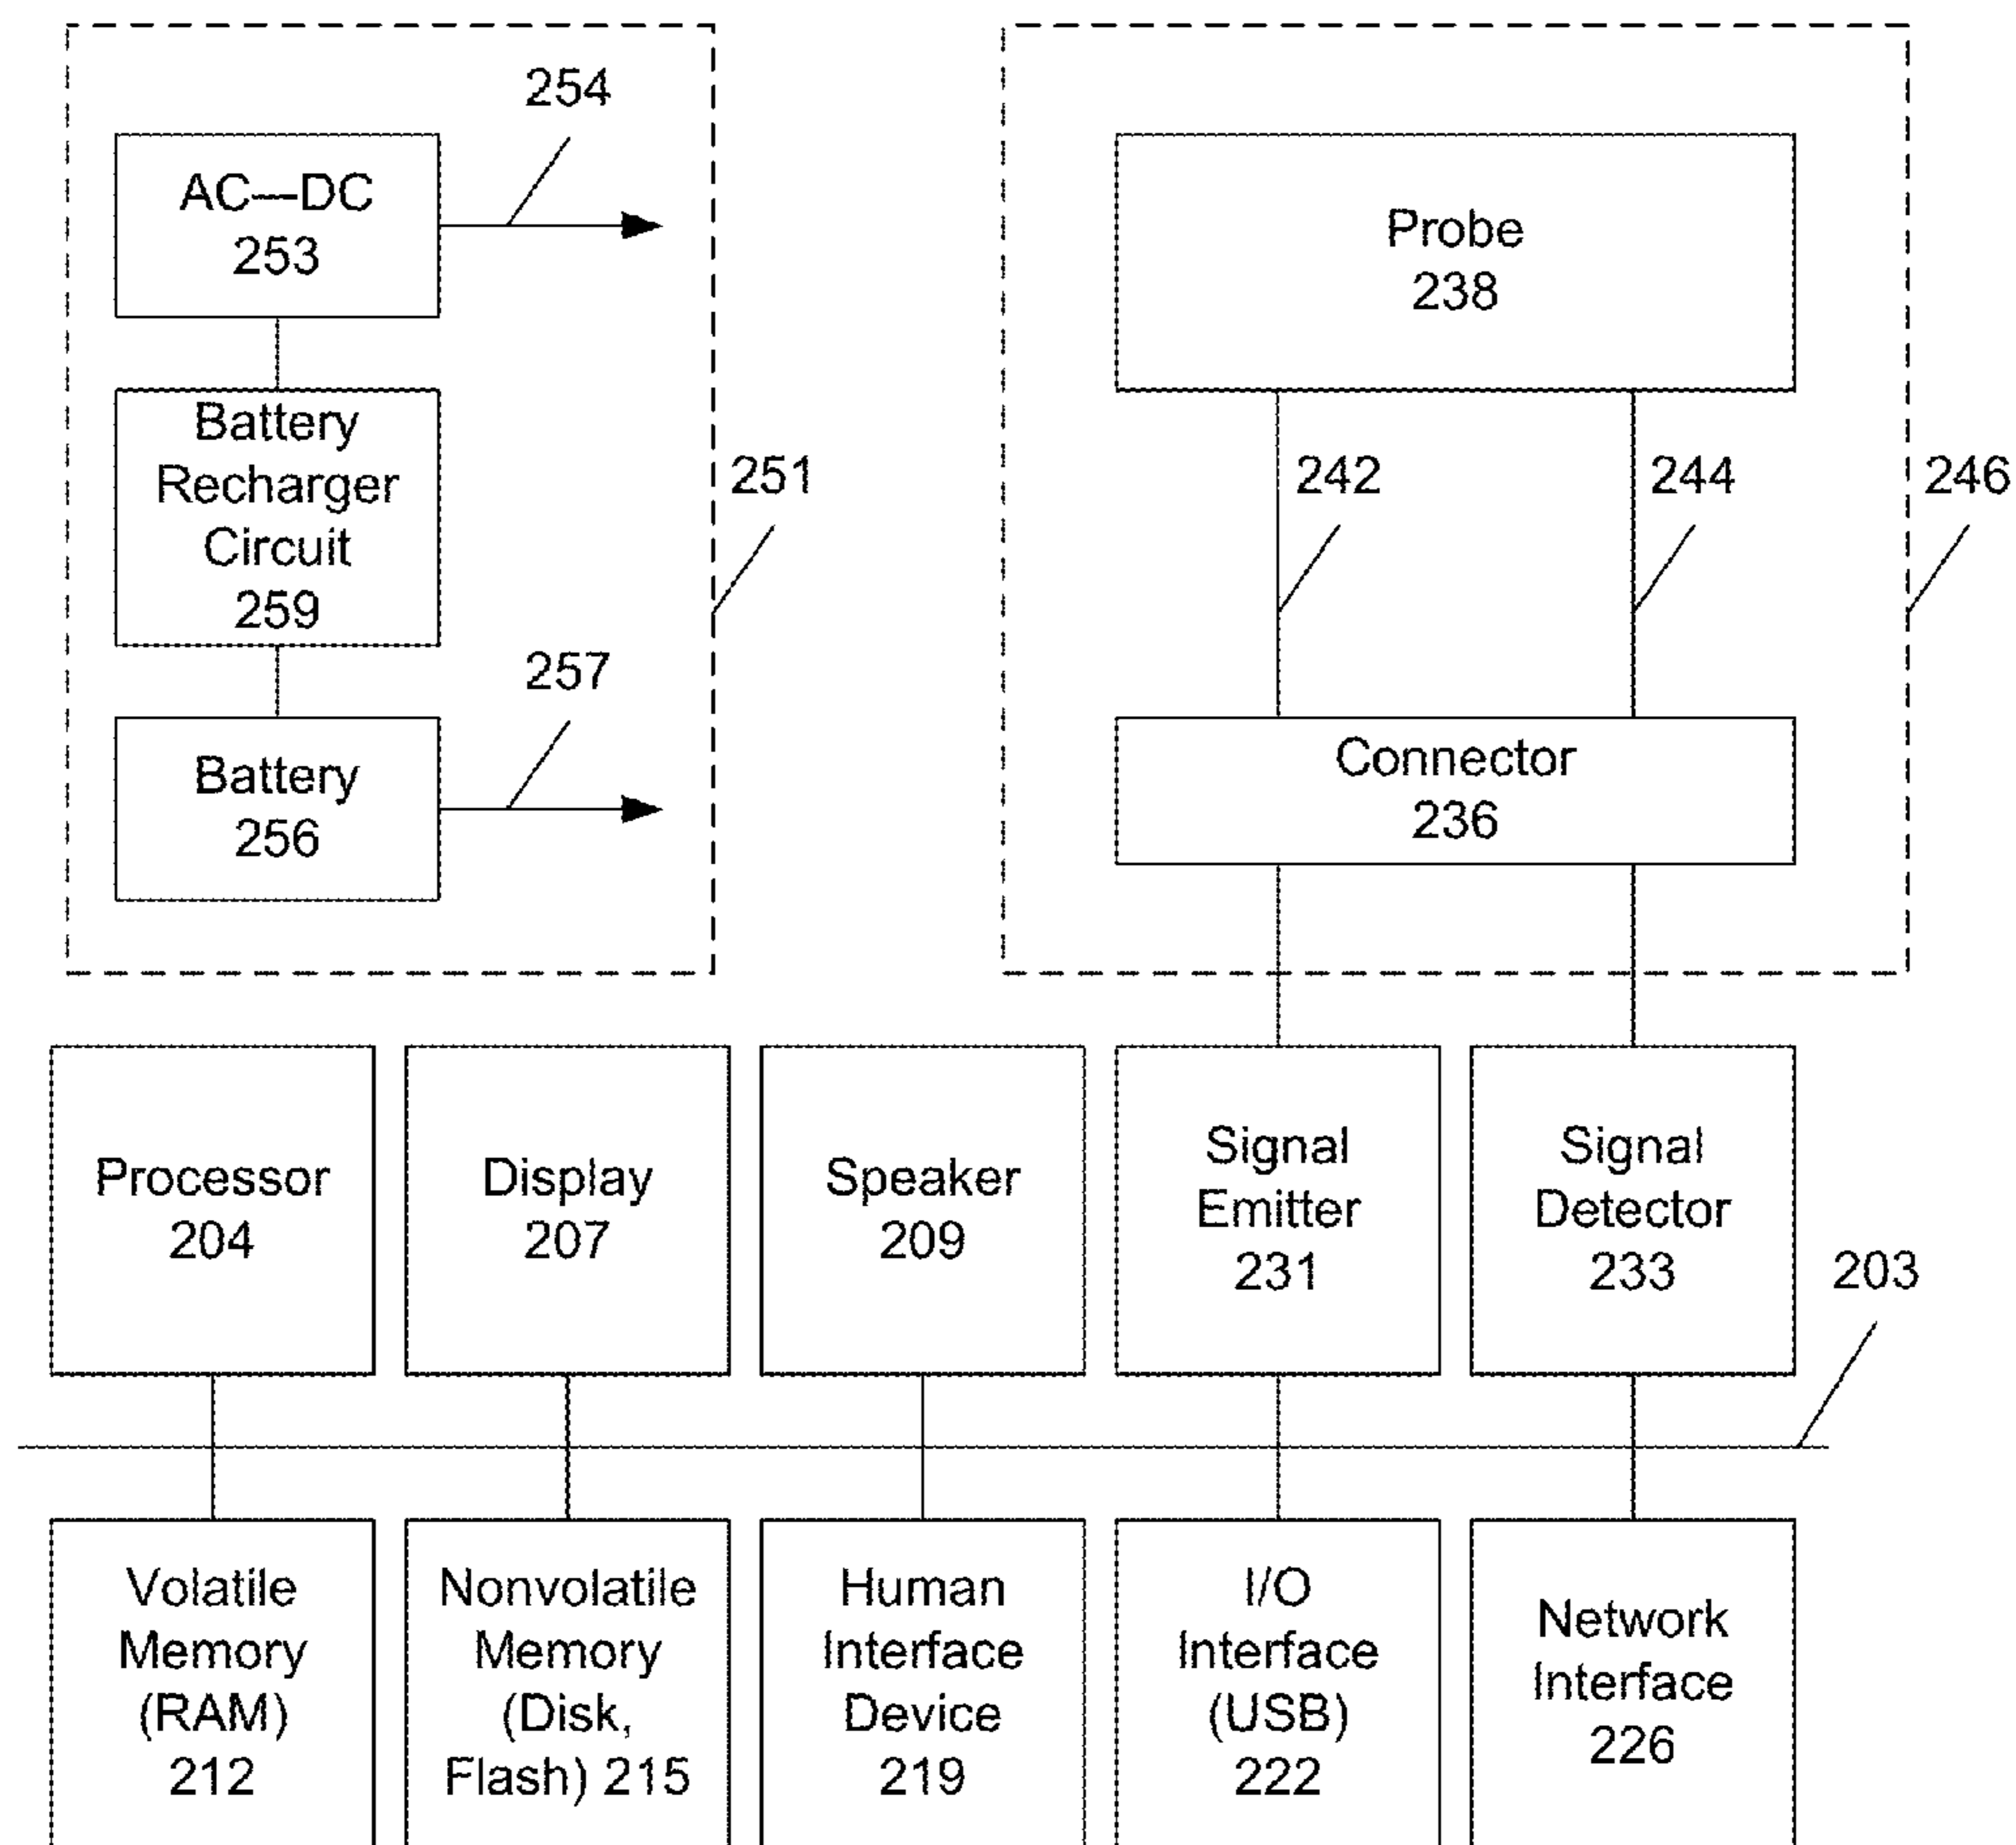 254
AC—DC
253
Battery
Recharger
Circuit
259
251
257
Battery
256
Probe
238
242
244
246
Connector
236
Processor
204
Display
207
Speaker
209
Signal
Emitter
231
Signal
Detector
233
203
Volatile
Memory
(RAM)
212
Nonvolatile
Memory
(Disk,
Flash) 215
Human
Interface
Device
219
I/O
Interface
(USB)
222
Network
Interface
226